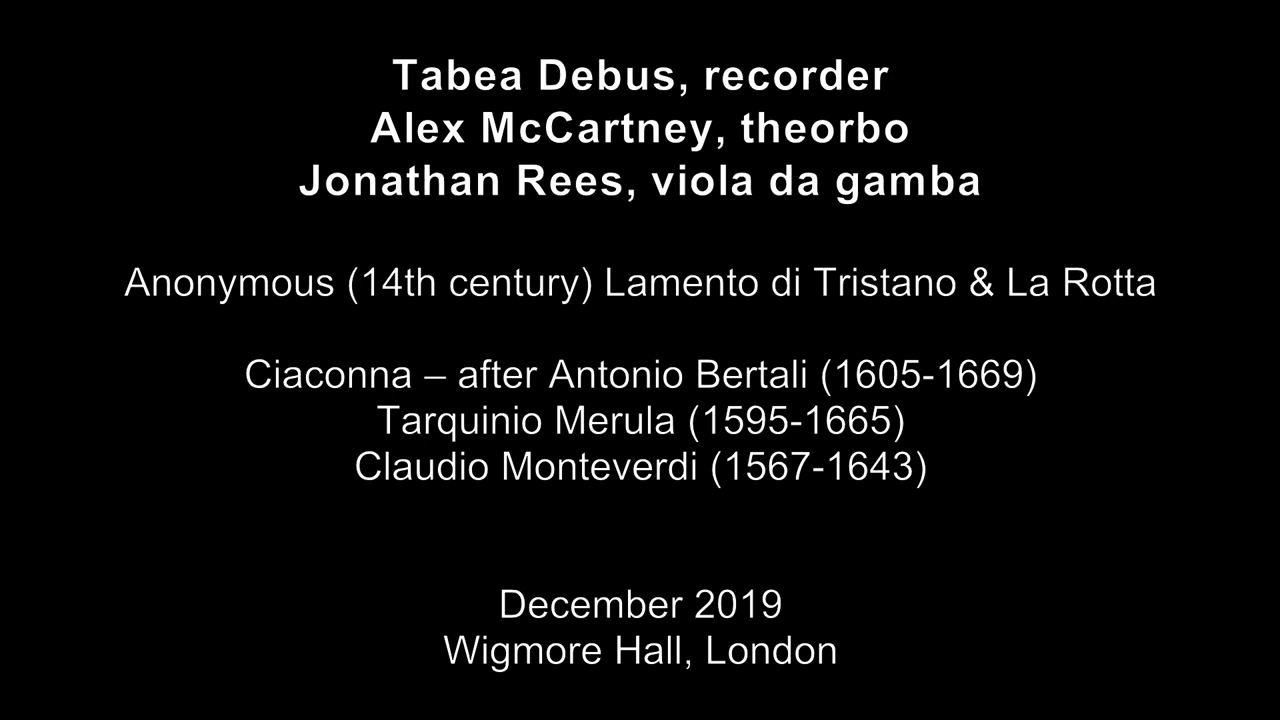 Tabea Debus, recorder
Alex McCartney, theorbo
Jonathan Rees, viola da gamba
Anonymous (14th century) Lamento di Tristano & La Rotta
Ciaconna – after Antonio Bertali (1605-1669)
Tarquinio Merula (1595-1665)
Claudio Monteverdi (1567-1643)
December 2019
Wigmore Hall, London